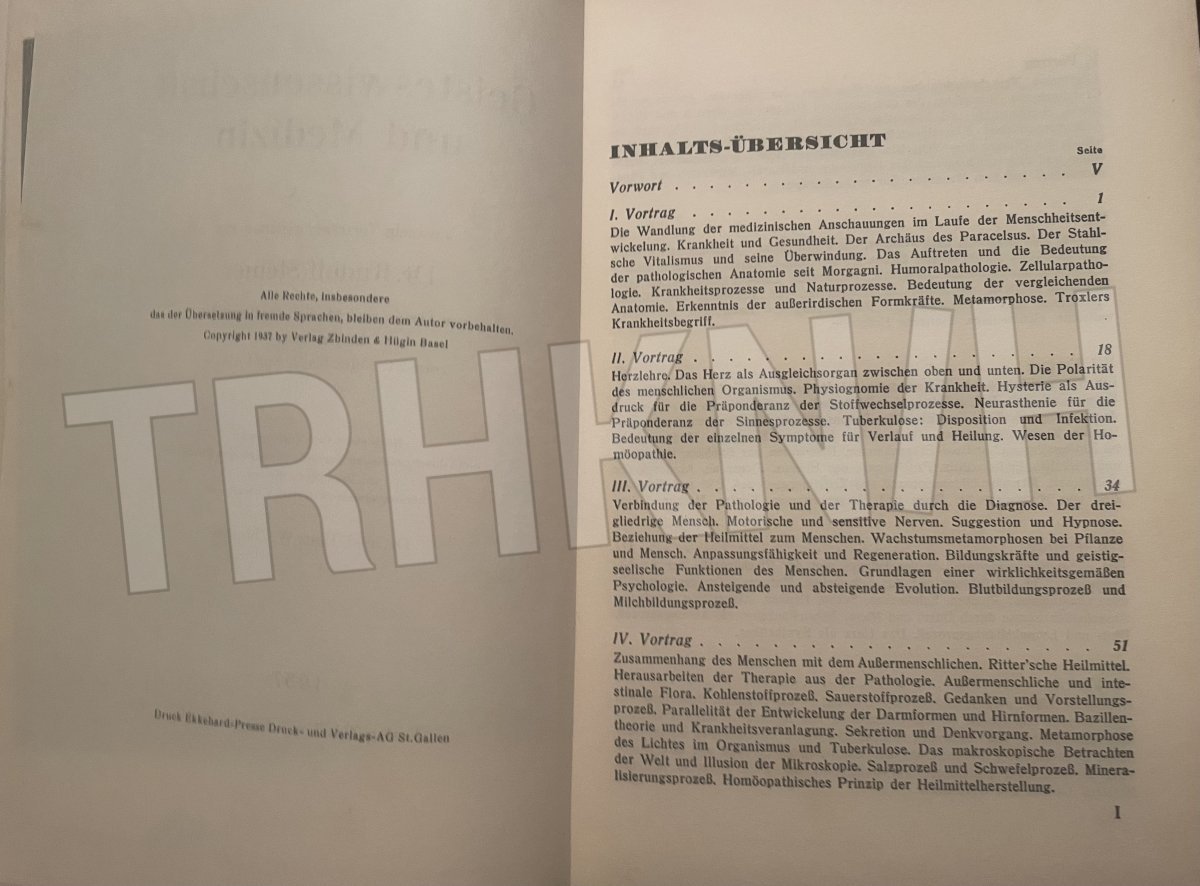 Alle Rechte, insbesondere
das der Übersetzung in fremde Sprachen, bleiben dem Autor vorbehalten.
Copyright 1937 by Verlag Zbinden & Hügin Basel
Druck Ekkehard-Presse Druck- und Verlags-AG St.Gallen
INHALTS-ÜBERSICHT
Seite
Vorwort . . . . . . . . . . . . . . . . . . . . V
I. Vortrag . . . . . . . . . . . . . . . . . . . . 1
Die Wandlung der medizinischen Anschauungen im Laufe der Menschheitsent-
wickelung. Krankheit und Gesundheit. Der Archäus des Paracelsus. Der Stahl-
sche Vitalismus und seine Überwindung. Das Auftreten und die Bedeutung
der pathologischen Anatomie seit Morgagni. Humoralpathologie. Zellularpatho-
logie. Krankheitsprozesse und Naturprozesse. Bedeutung der vergleichenden
Anatomie. Erkenntnis der außerirdischen Formkräfte. Metamorphose. Troxlers
Krankheitsbegriff.
II. Vortrag . . . . . . . . . . . . . . . . . . . . 18
Herzlehre. Das Herz als Ausgleichsorgan zwischen oben und unten. Die Polarität
des menschlichen Organismus. Physiognomie der Krankheit. Hysterie als Aus-
druck für die Präponderanz der Stoffwechselprozesse. Neurasthenie für die
Präponderanz der Sinnesprozesse. Tuberkulose: Disposition und Infektion.
Bedeutung der einzelnen Symptome für Verlauf und Heilung. Wesen der Ho-
möopathie.
III. Vortrag . . . . . . . . . . . . . . . . . . . . 34
Verbindung der Pathologie und der Therapie durch die Diagnose. Der drei-
gliedrige Mensch. Motorische und sensitive Nerven. Suggestion und Hypnose.
Beziehung der Heilmittel zum Menschen. Wachstumsmetamorphosen bei Pflanze
und Mensch. Anpassungsfähigkeit und Regeneration. Bildungskräfte und geistig-
seelische Funktionen des Menschen. Grundlagen einer wirklichkeitsgemäßen
Psychologie. Ansteigende und absteigende Evolution. Blutbildungsprozeß und
Milchbildungsprozeß.
IV. Vortrag . . . . . . . . . . . . . . . . . . . . 51
Zusammenhang des Menschen mit dem Außermenschlichen. Ritter'sche Heilmittel.
Herausarbeiten der Therapie aus der Pathologie. Außermenschliche und inte-
stinale Flora. Kohlenstoffprozeß. Sauerstoffprozeß. Gedanken und Vorstellungs-
prozeß. Parallelität der Entwickelung der Darmformen und Hirnformen. Bazillen-
theorie und Krankheitsveranlagung. Sekretion und Denkvorgang. Metamorphose
des Lichtes im Organismus und Tuberkulose. Das makroskopische Betrachten
der Welt und Illusion der Mikroskopie. Salzprozeß und Schwefelprozeß. Minera-
lisierungsprozeß. Homöopathisches Prinzip der Heilmittelherstellung.
I
TRHKN/H